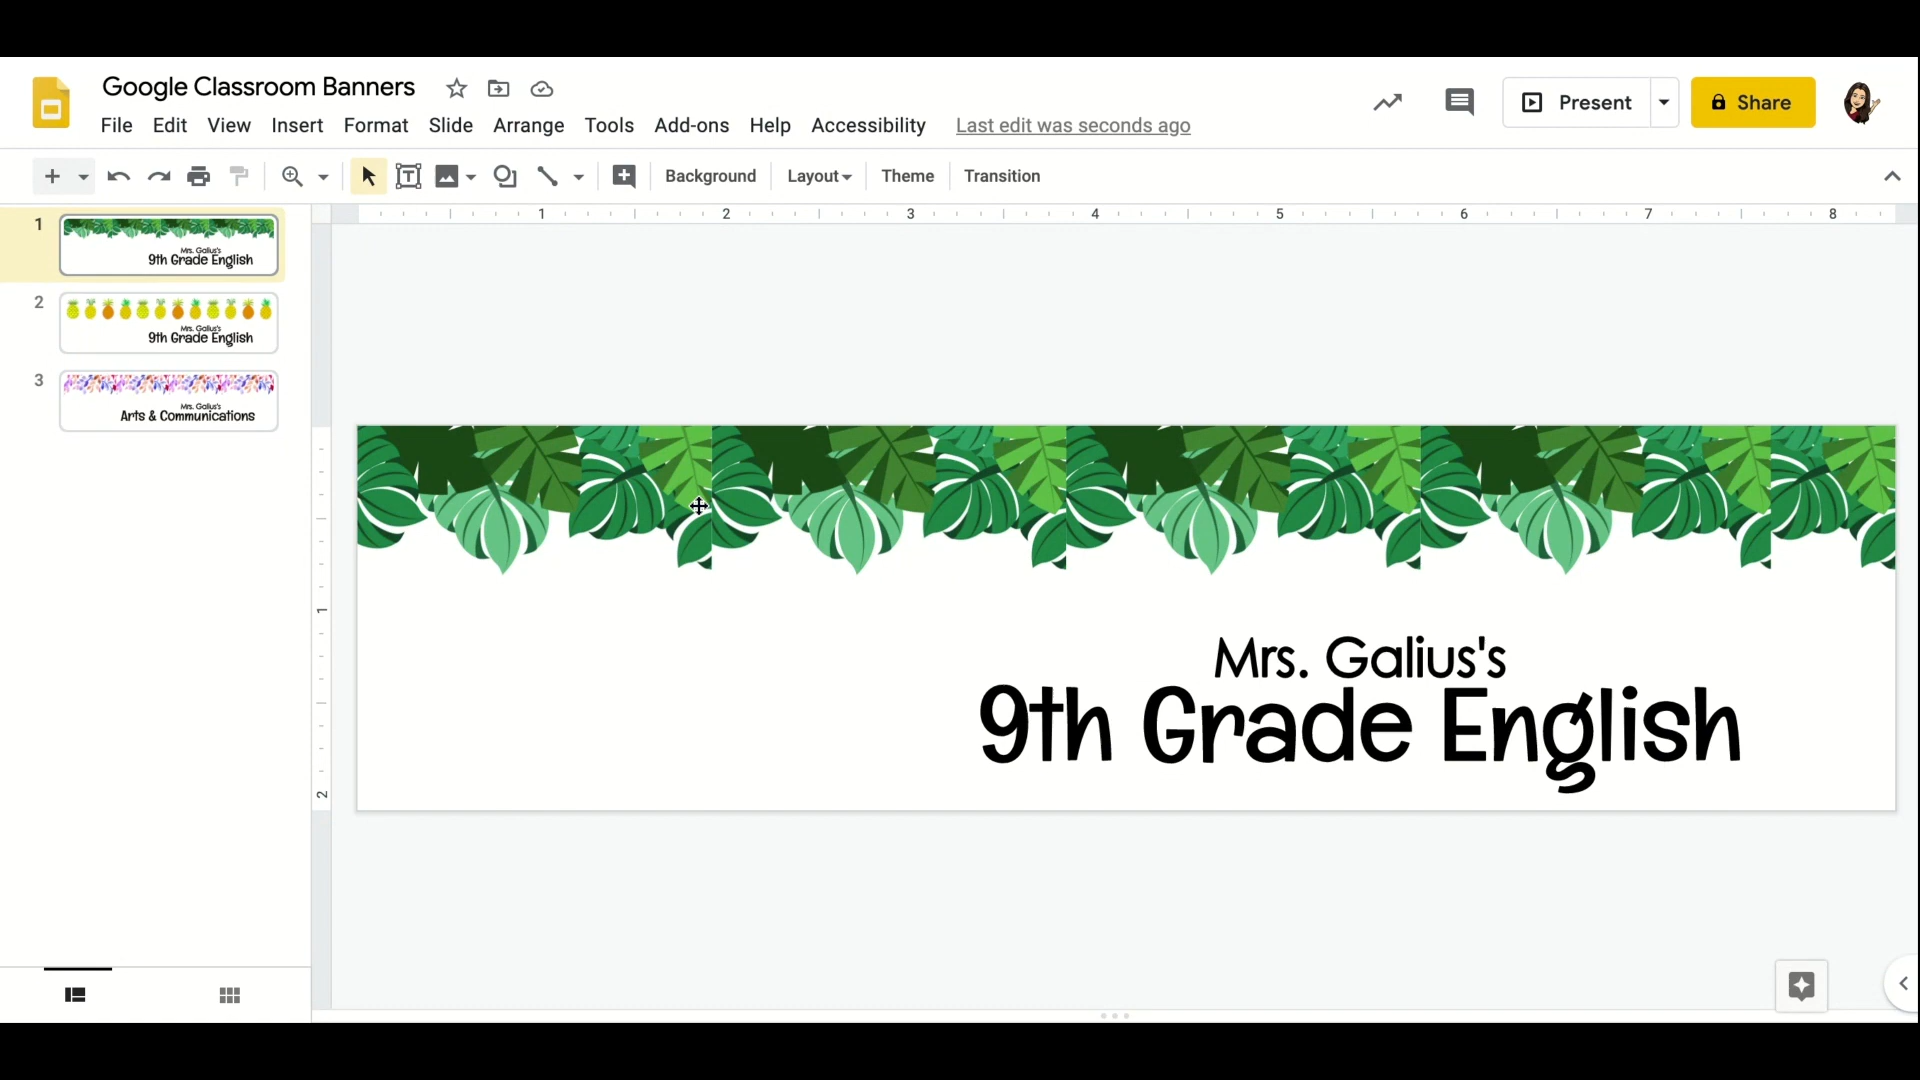 Google Classroom Banners
File Edit View Insert Format Slide Arrange Tools Add-ons Help Accessibility Last edit was seconds ago
Present
Share
Background Layout Theme Transition
1 2 3 4 5 6 7 8
1
Mrs. Galius's
9th Grade English
2
Mrs. Galius's
9th Grade English
3
Mrs. Galius's
Arts & Communications
1
2
Mrs. Galius's
9th Grade English